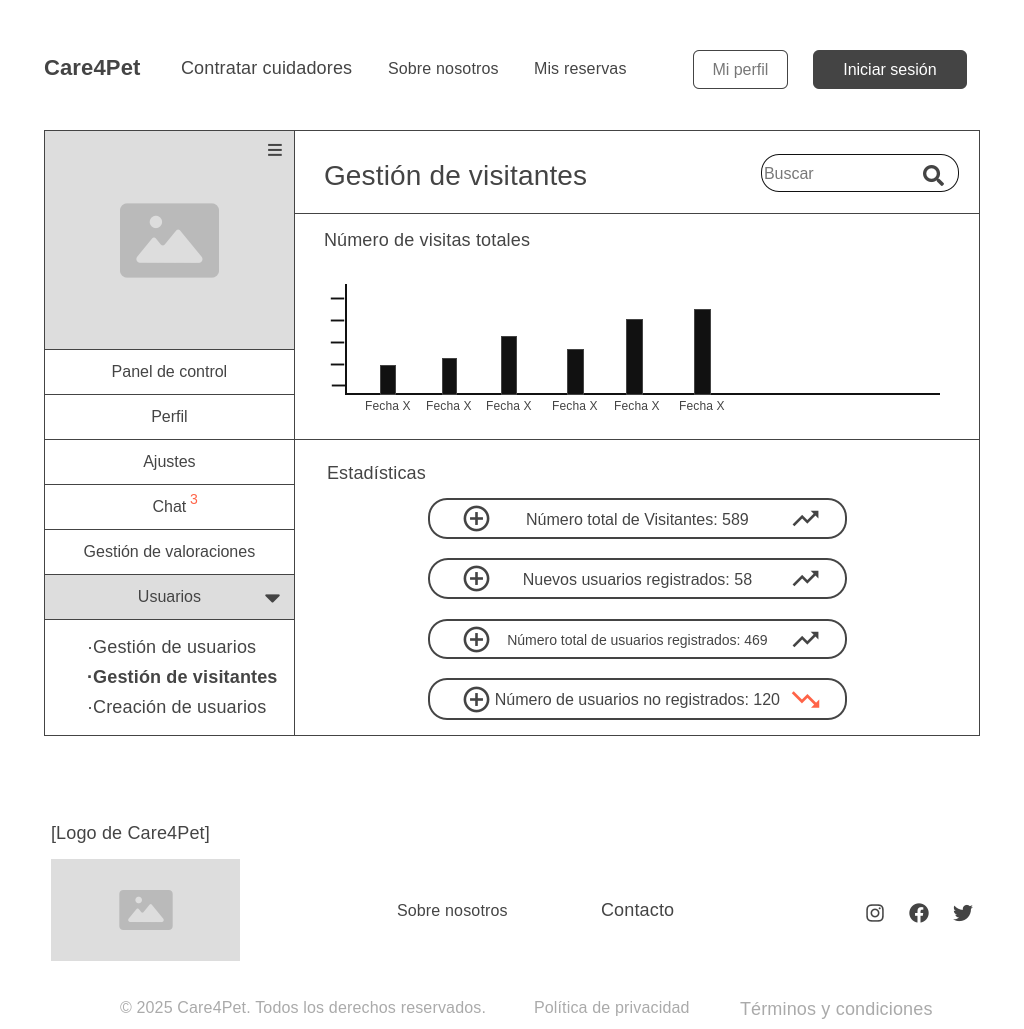 Care4Pet
Contratar cuidadores
Sobre nosotros
Mis reservas
Mi perfil
Iniciar sesión
Gestión de visitantes
Buscar
Número de visitas totales
Fecha X Fecha X Fecha X Fecha X Fecha X Fecha X
Panel de control
Perfil
Ajustes
Chat 3
Gestión de valoraciones
Usuarios
·Gestión de usuarios
·Gestión de visitantes
·Creación de usuarios
Estadísticas
Número total de Visitantes: 589
Nuevos usuarios registrados: 58
Número total de usuarios registrados: 469
Número de usuarios no registrados: 120
[Logo de Care4Pet]
Sobre nosotros
Contacto
© 2025 Care4Pet. Todos los derechos reservados.
Política de privacidad
Términos y condiciones